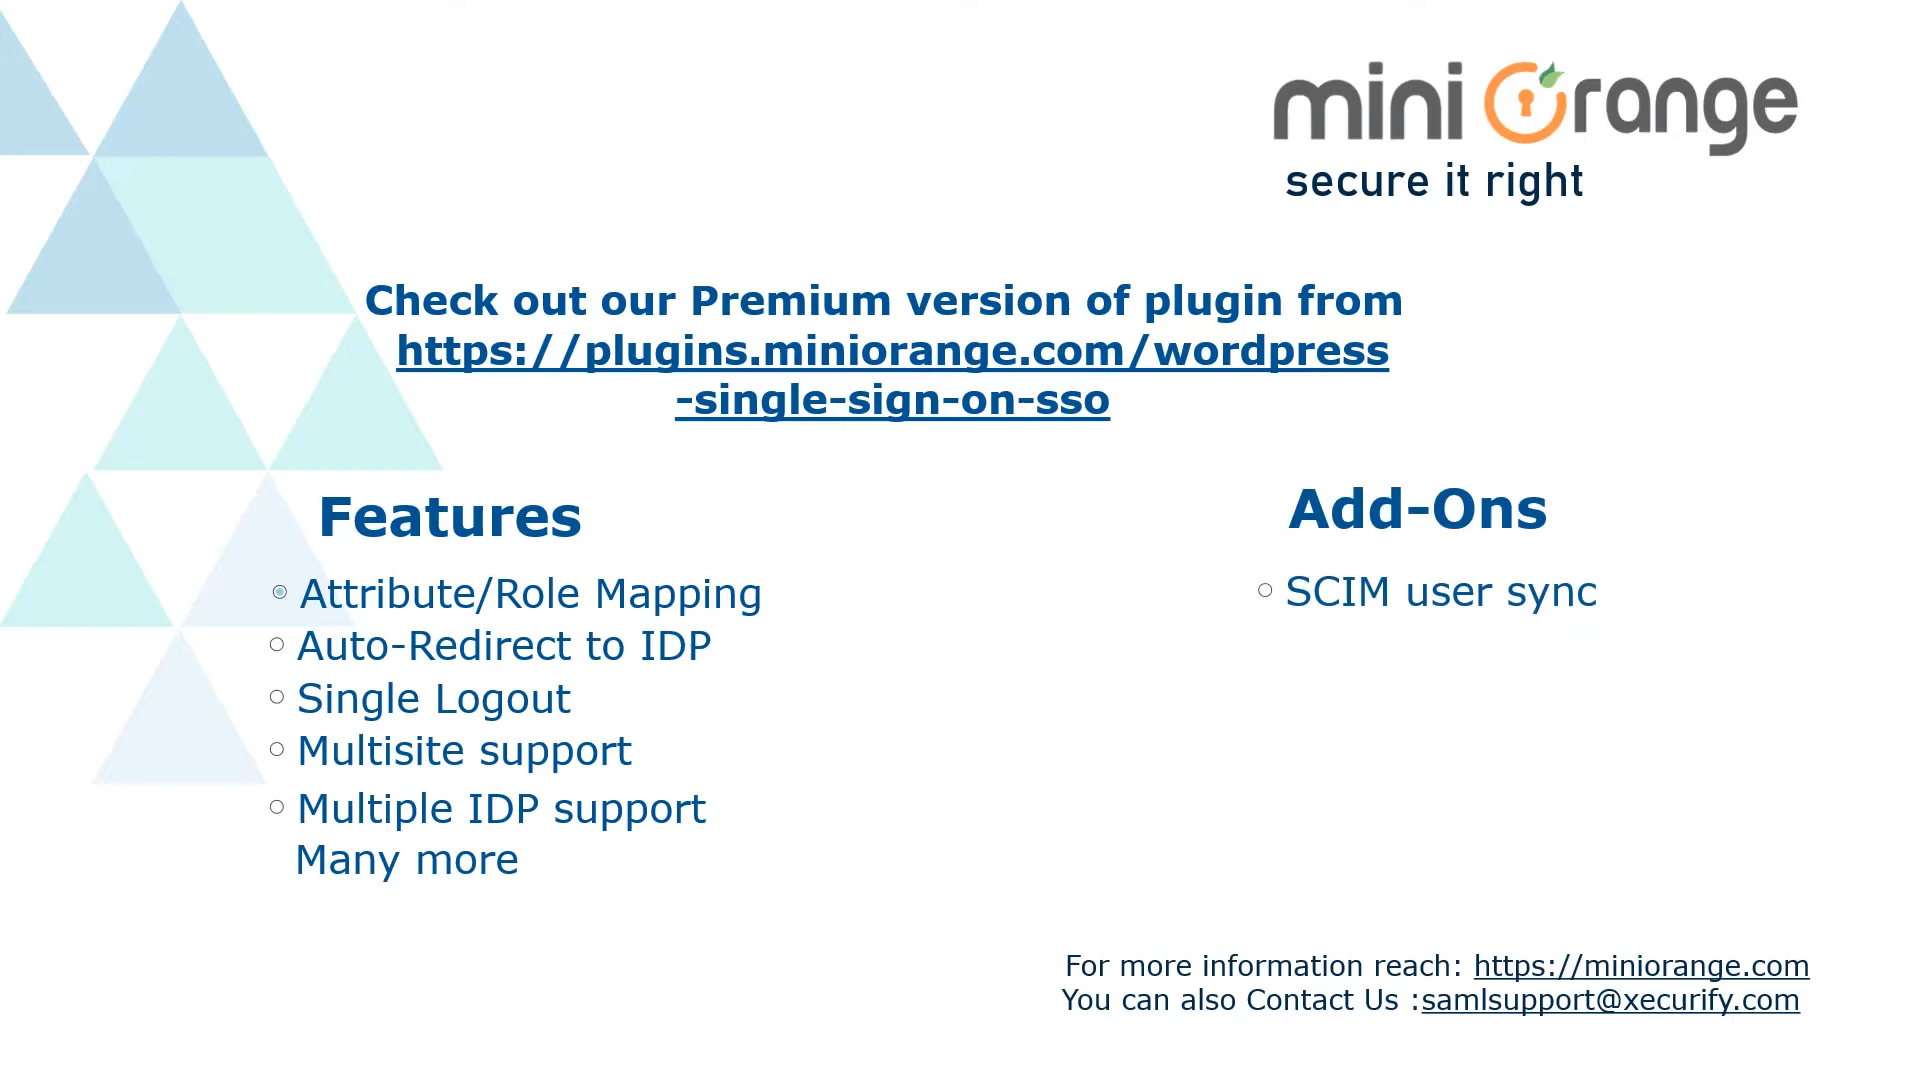 mini Orange
secure it right
Check out our Premium version of plugin from
https://plugins.miniorange.com/wordpress
-single-sign-on-sso
Features
Attribute/Role Mapping
Auto-Redirect to IDP
Single Logout
Multisite support
Multiple IDP support
Many more
Add-Ons
SCIM user sync
For more information reach: https://miniorange.com
You can also Contact Us :samlsupport@xecurify.com